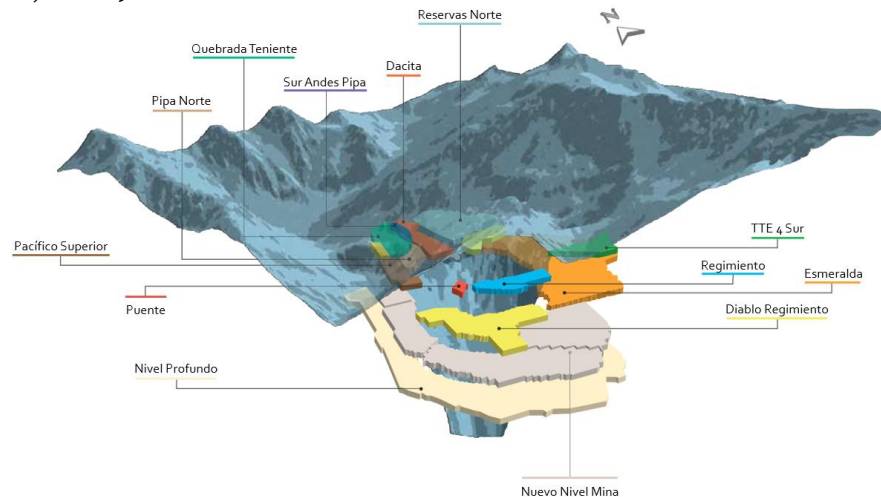 Reservas Norte
N
Quebrada Teniente
Dacita
Sur Andes Pipa
Pipa Norte
TTE 4 Sur
Pacífico Superior
Regimiento
Esmeralda
Puente
Diablo Regimiento
Nivel Profundo
Nuevo Nivel Mina